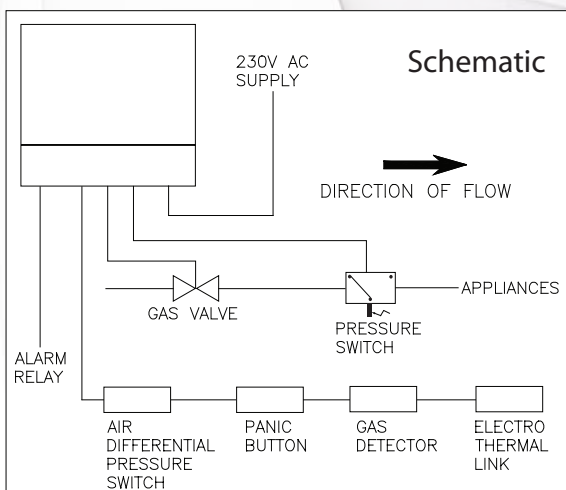 Schematic
230V AC
SUPPLY
DIRECTION OF FLOW
GAS VALVE
APPLIANCES
PRESSURE
SWITCH
ALARM
RELAY
AIR
DIFFERENTIAL
PRESSURE
SWITCH
PANIC
BUTTON
GAS
DETECTOR
ELECTRO
THERMAL
LINK